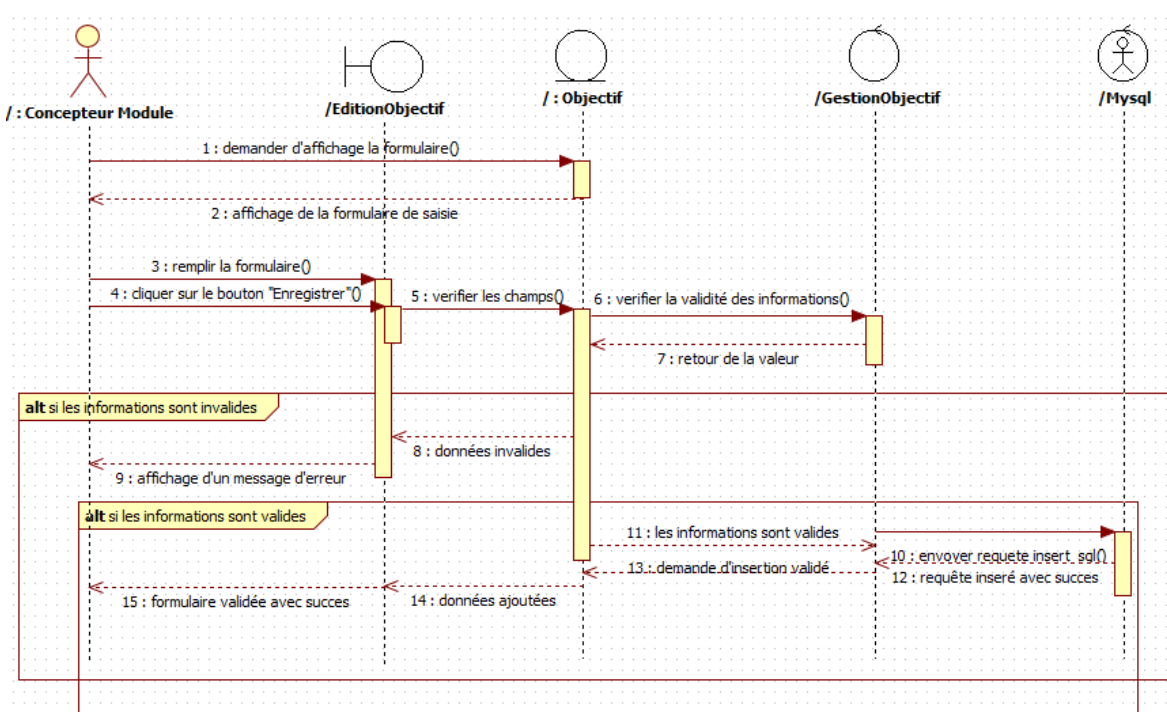 / : Concepteur Module
/EditionObjectif
/ : Objectif
/GestionObjectif
/Mysql
1 : demander d'affichage la formulaire()
2 : affichage de la formulaire de saisie
3 : remplir la formulaire()
4 : cliquer sur le bouton "Enregistrer"()
5 : verifier les champs()
6 : verifier la validité des informations()
7 : retour de la valeur
alt si les informations sont invalides
8 : données invalides
9 : affichage d'un message d'erreur
alt si les informations sont valides
11 : les informations sont valides
10 : envoyer requete insert_sql()
13 : demande d'insertion validé
12 : requête inseré avec succes
14 : données ajoutées
15 : formulaire validée avec succes